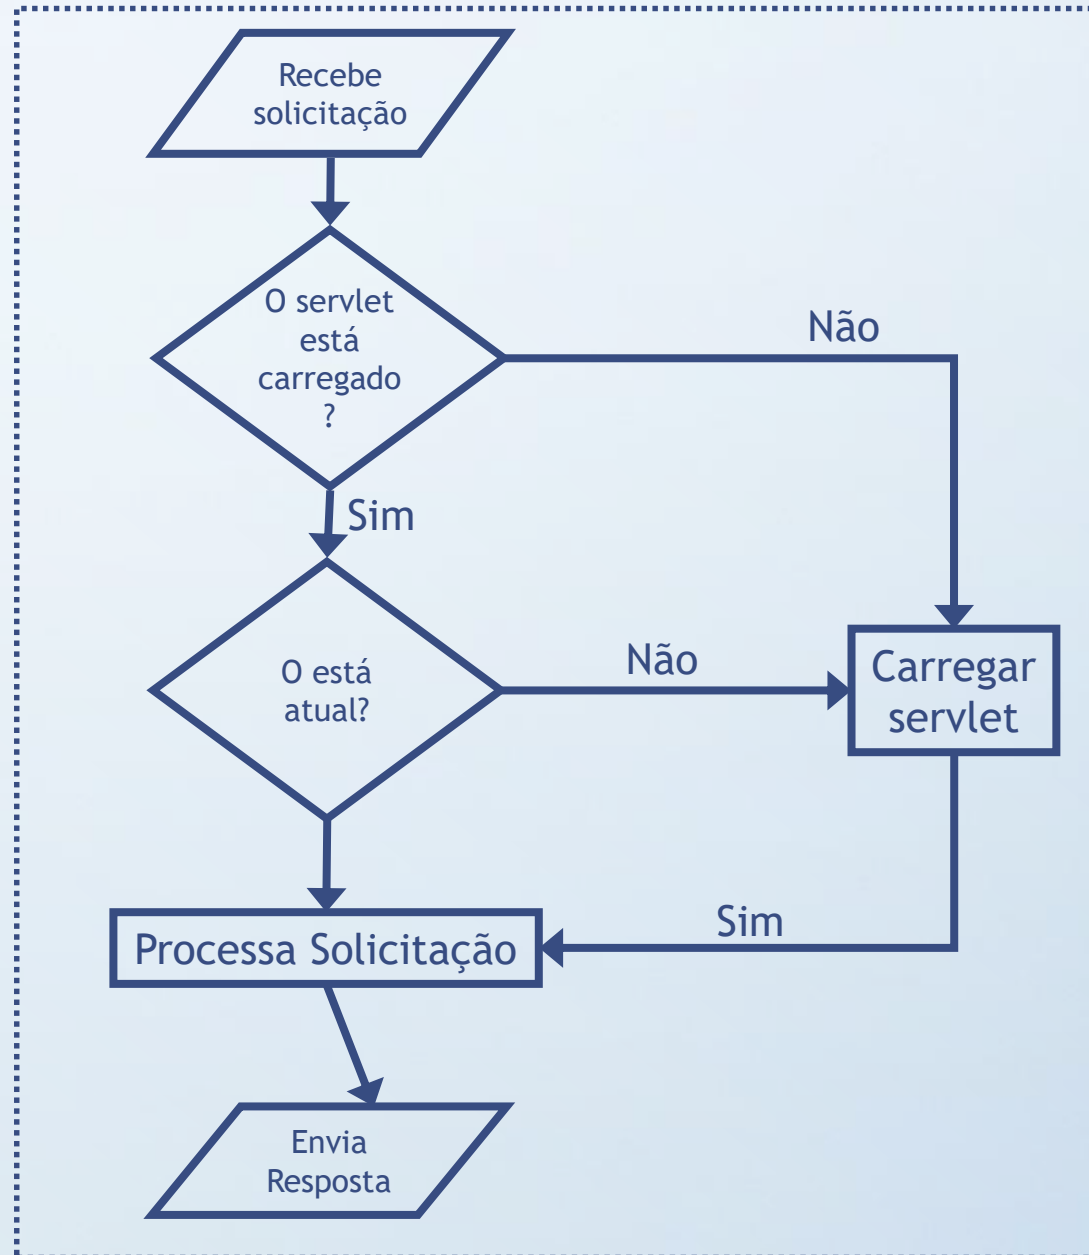 Recebe
solicitação
O servlet
está
carregado
?
Não
Sim
O está
atual?
Não
Carregar
servlet
Sim
Processa Solicitação
Envia
Resposta